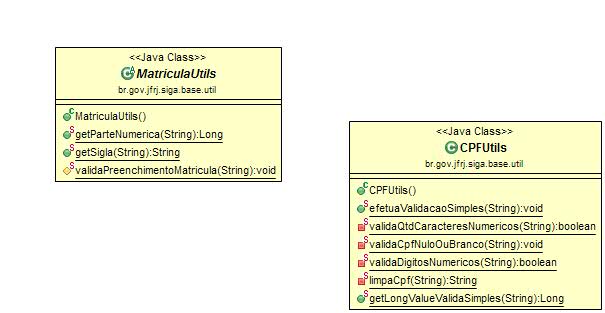 <<Java Class>>
MatriculaUtils
br.gov.jfrj.siga.base.util
MatriculaUtils()
getParteNumerica(String):Long
getSigla(String):String
validaPreenchimentoMatricula(String):void
<<Java Class>>
CPFUtils
br.gov.jfrj.siga.base.util
CPFUtils()
efetuaValidacaoSimples(String):void
validaQtdCaracteresNumericos(String):boolean
validaCpfNuloOuBranco(String):void
validaDigitosNumericos(String):boolean
limpaCpf(String):String
getLongValueValidaSimples(String):Long